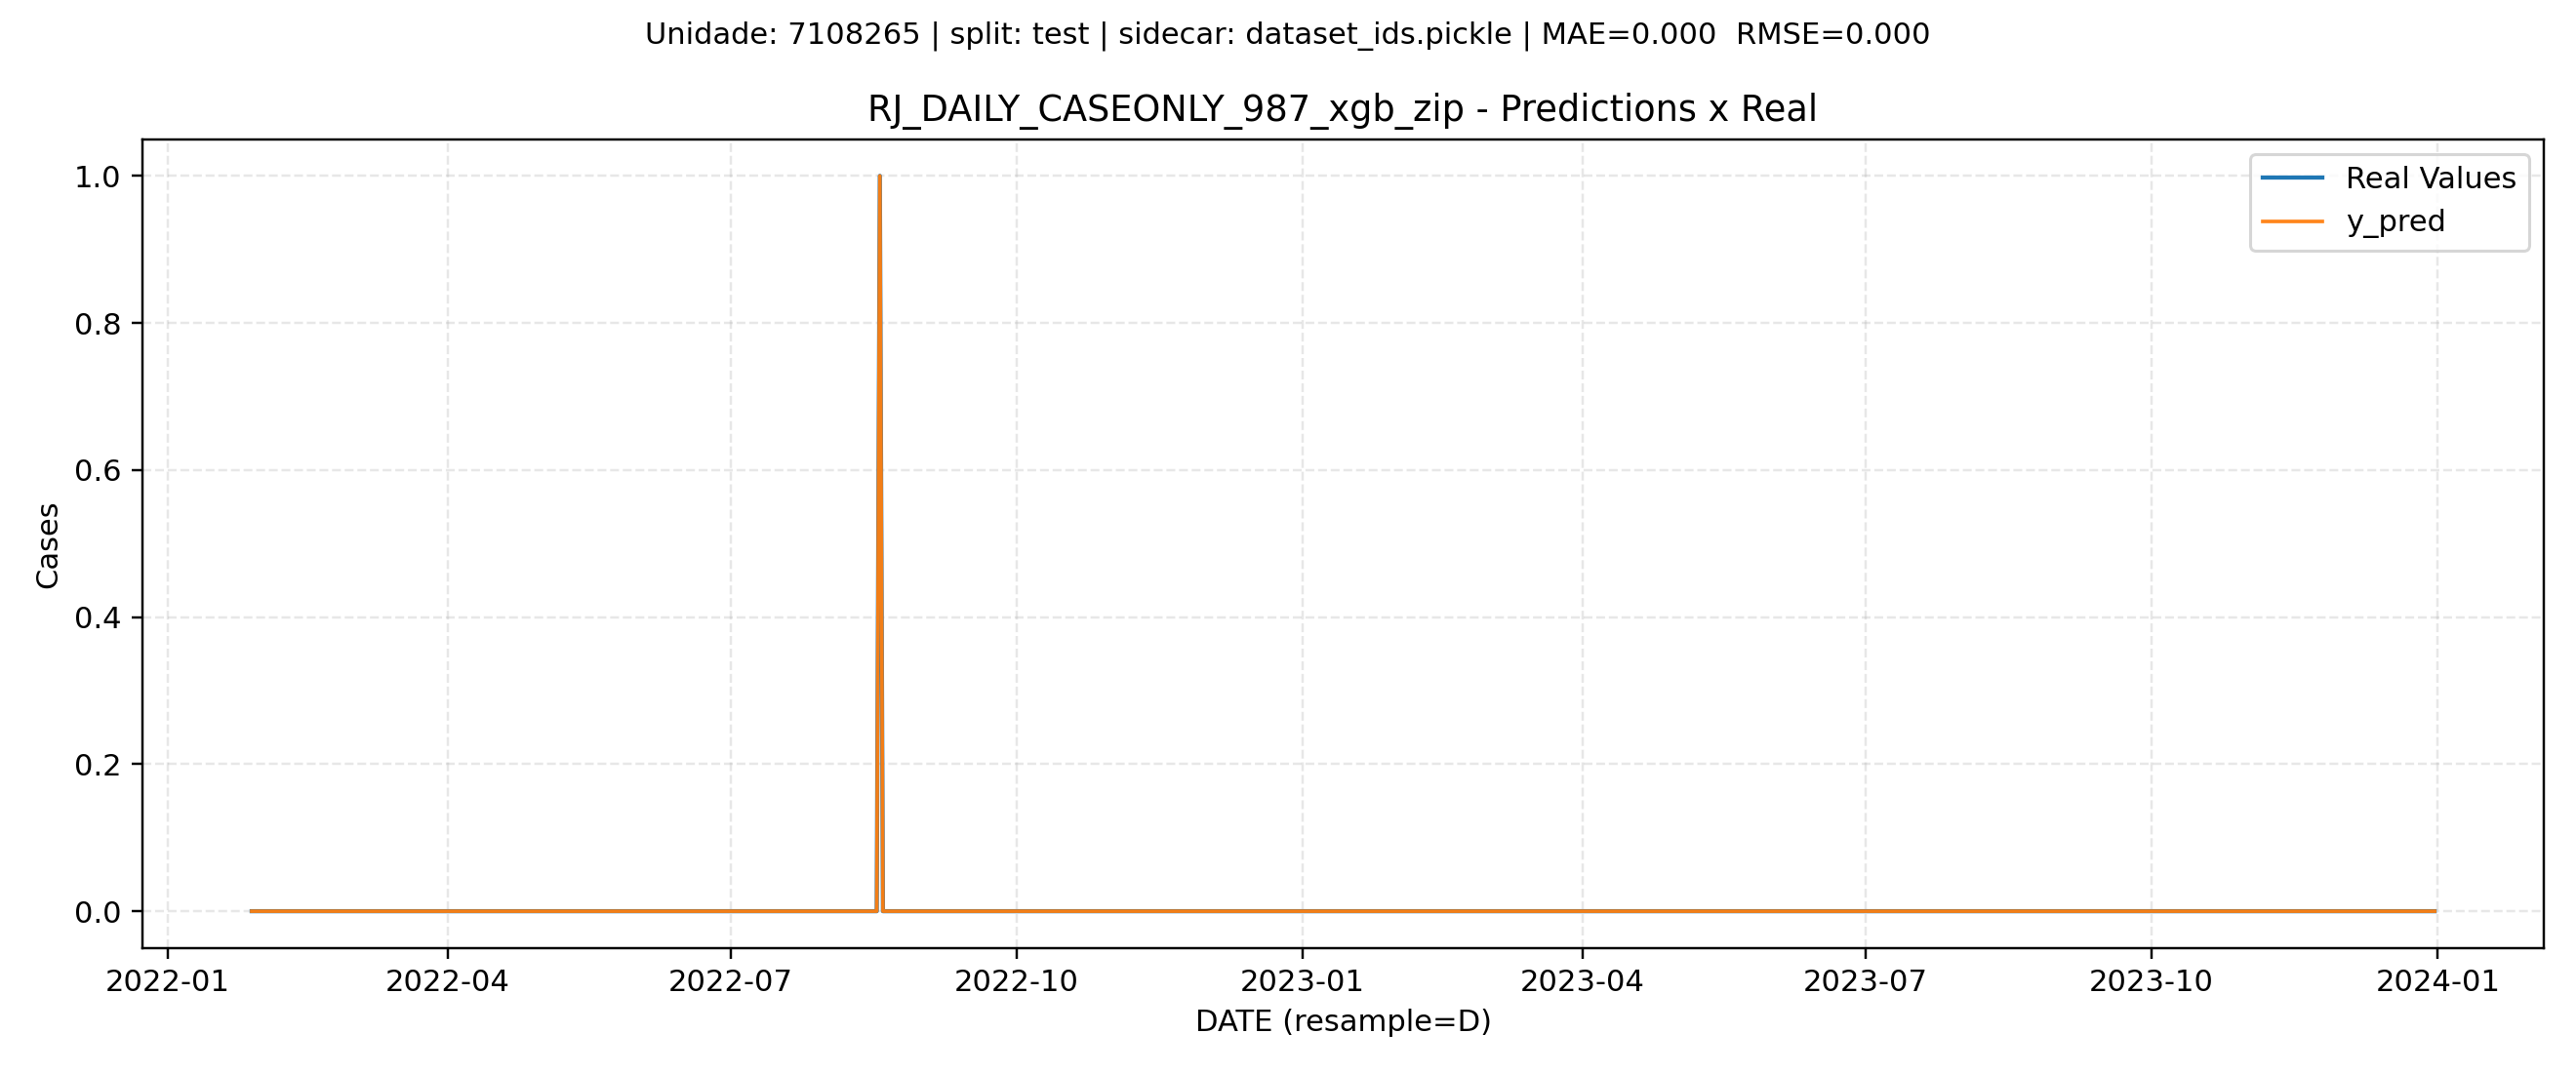 Unidade: 7108265 | split: test | sidecar: dataset_ids.pickle | MAE=0.000  RMSE=0.000
RJ_DAILY_CASEONLY_987_xgb_zip - Predictions x Real
Real Values
y_pred
Cases
1.0
0.8
0.6
0.4
0.2
0.0
2022-01
2022-04
2022-07
2022-10
2023-01
2023-04
2023-07
2023-10
2024-01
DATE (resample=D)